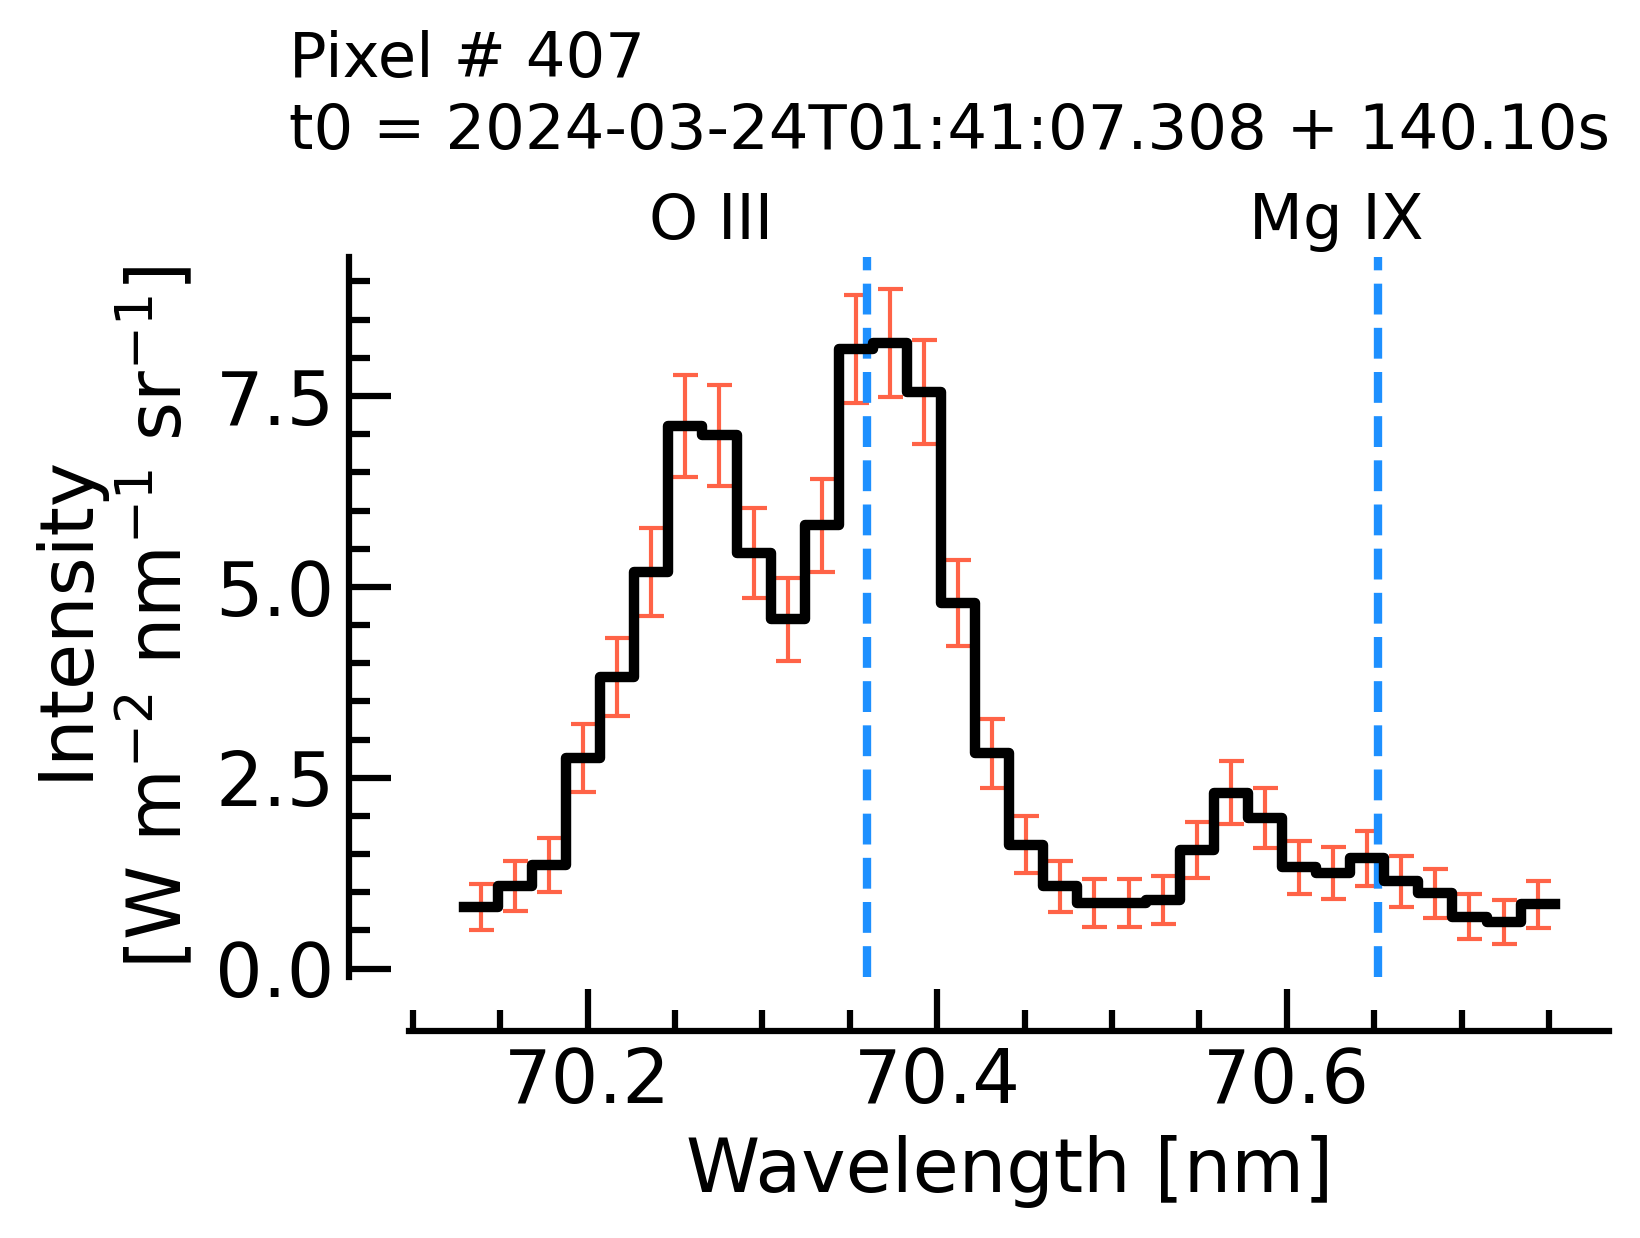 Pixel # 407
t0 = 2024-03-24T01:41:07.308 + 140.10s
O III
Mg IX
Intensity
[W m⁻² nm⁻¹ sr⁻¹]
7.5
5.0
2.5
0.0
70.2
70.4
70.6
Wavelength [nm]